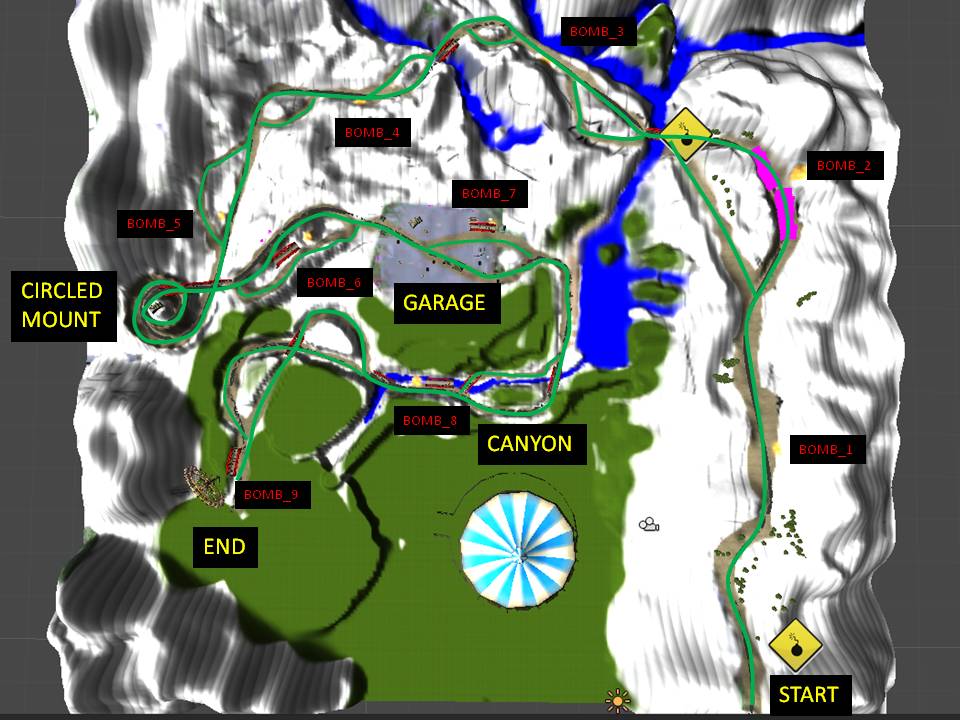 BOMB_3
BOMB_4
BOMB_2
BOMB_7
BOMB_5
CIRCLED
MOUNT
BOMB_6
GARAGE
BOMB_8
CANYON
BOMB_1
BOMB_9
END
START